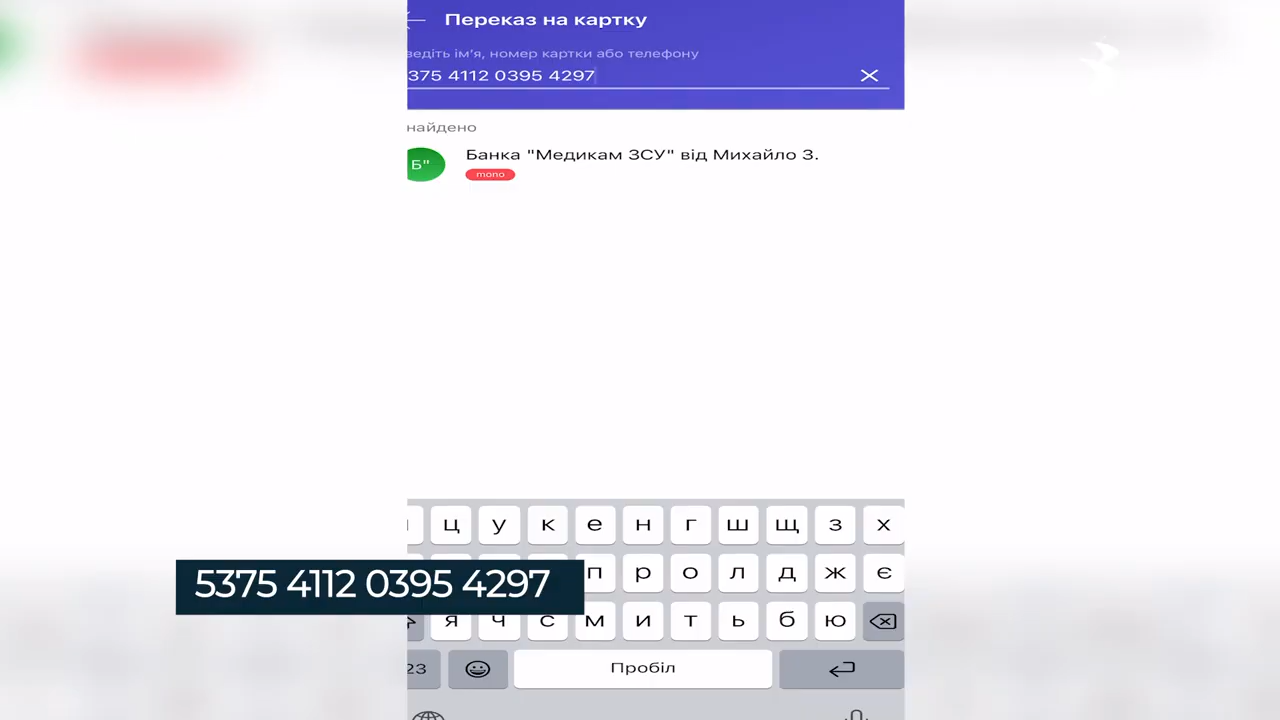 Переказ на картку
ведіть ім'я, номер картки або телефону
375 4112 0395 4297
найдено
Б"
Банка "Медикам ЗСУ" від Михайло З.
mono
ц у к е н г ш щ з х
п р о л д ж є
5375 4112 0395 4297
я ч с м и т ь б ю
23
Пробіл